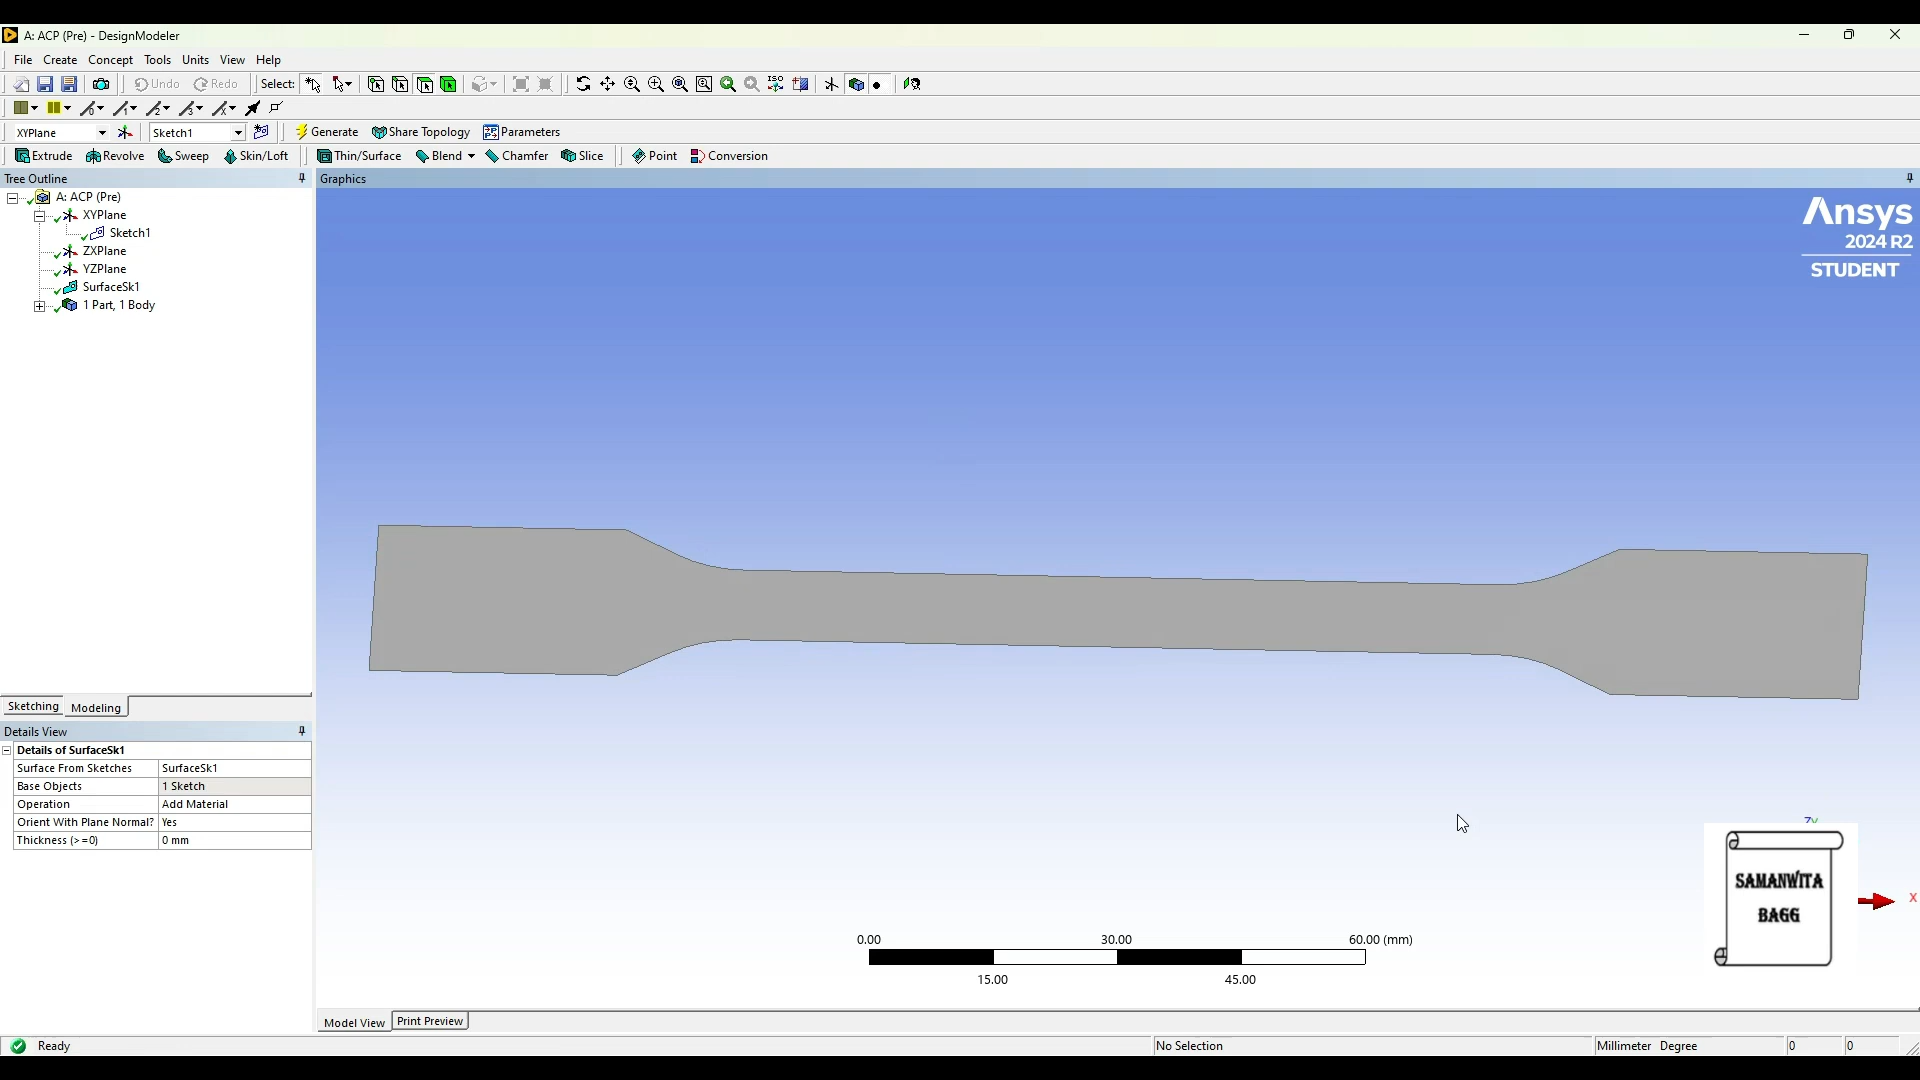 A: ACP (Pre) - DesignModeler
File Create Concept Tools Units View Help
Undo Redo Select: ISO
XYPlane Sketch1 Generate Share Topology Parameters
Extrude Revolve Sweep Skin/Loft Thin/Surface Blend Chamfer Slice Point Conversion
Tree Outline
Graphics
A: ACP (Pre)
XYPlane
Sketch1
ZXPlane
YZPlane
SurfaceSk1
1 Part, 1 Body
Ansys
2024 R2
STUDENT
Sketching Modeling
Details View
Details of SurfaceSk1
Surface From Sketches SurfaceSk1
Base Objects 1 Sketch
Operation Add Material
Orient With Plane Normal? Yes
Thickness (>=0) 0 mm
SAMANWITA
BAGG
X
0.00 30.00 60.00 (mm)
15.00 45.00
Model View Print Preview
Ready No Selection Millimeter Degree 0 0